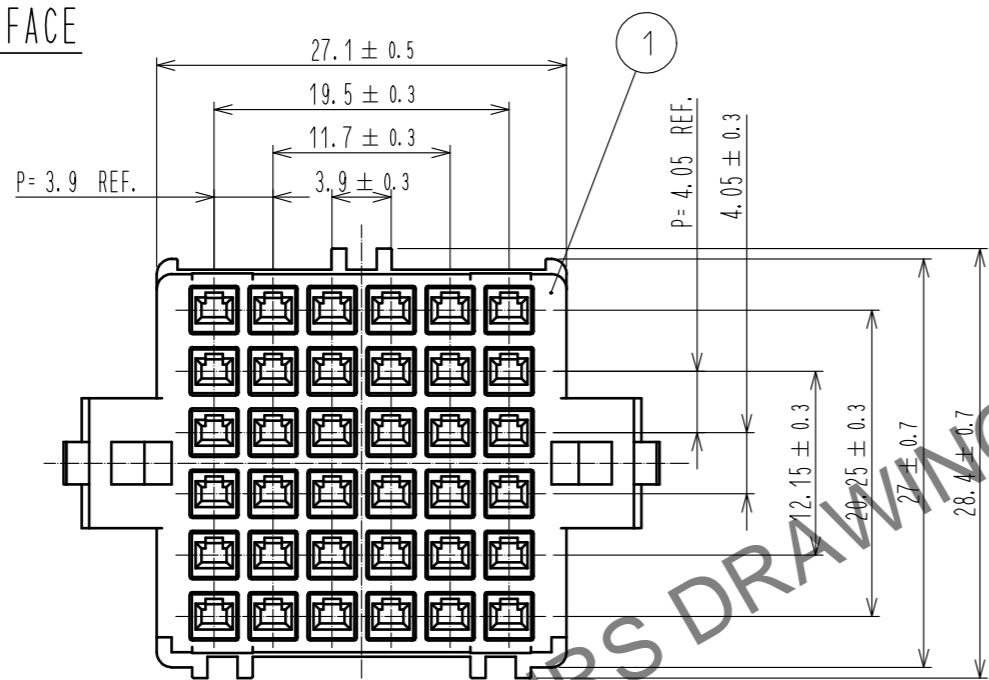 FACE
27.1 ± 0.5
1
19.5 ± 0.3
11.7 ± 0.3
P= 3.9 REF.
3.9 ± 0.3
P= 4.05 REF.
4.05 ± 0.3
12.15 ± 0.3
20.25 ± 0.3
27 ± 0.7
28.4 ± 0.7
RS DRAWING